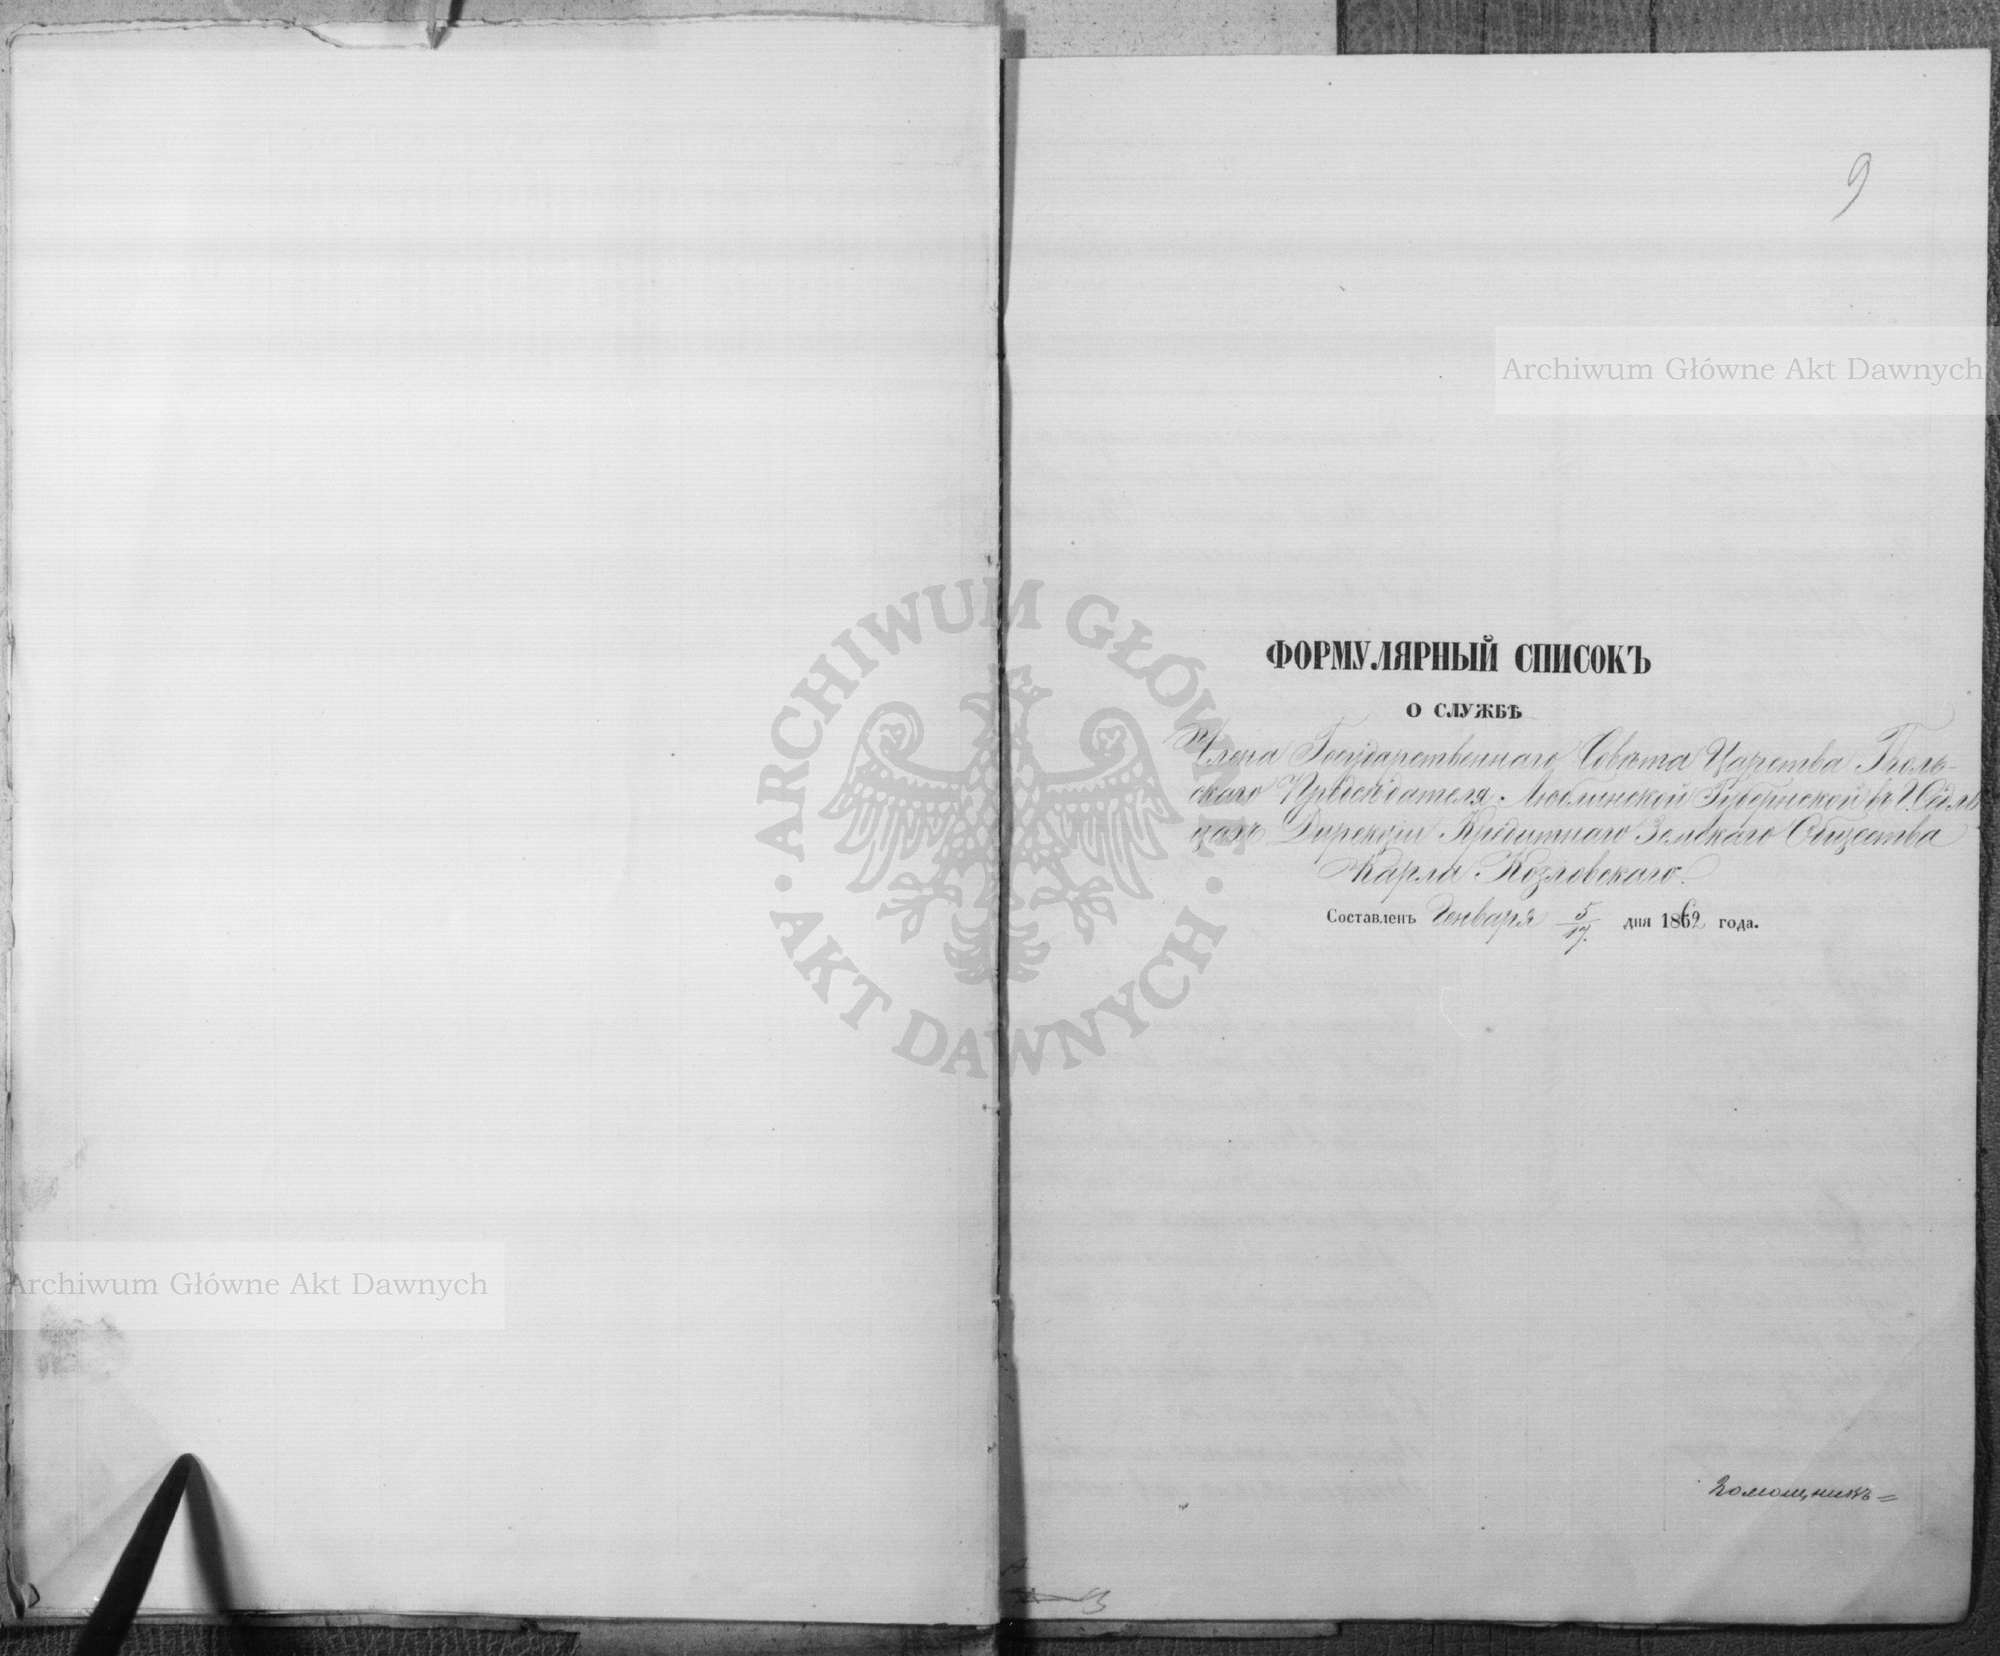 9
Archiwum Główne Akt Dawnych
ФОРМУЛЯРНЫЙ СПИСОКЪ
О СЛУЖБѢ
Члена Государственнаго Совѣта Царства Поль-
скаго Предсѣдателя Люблинской Губернской въ г. Сѣдль
цахъ Дирекціи Кредитнаго Земскаго Общества
Карла Козловскаго.
Составленъ Генваря 5/17. дня 1862 года.
ARCHIWUM GŁÓWNE
· AKT DAWNYCH ·
Archiwum Główne Akt Dawnych